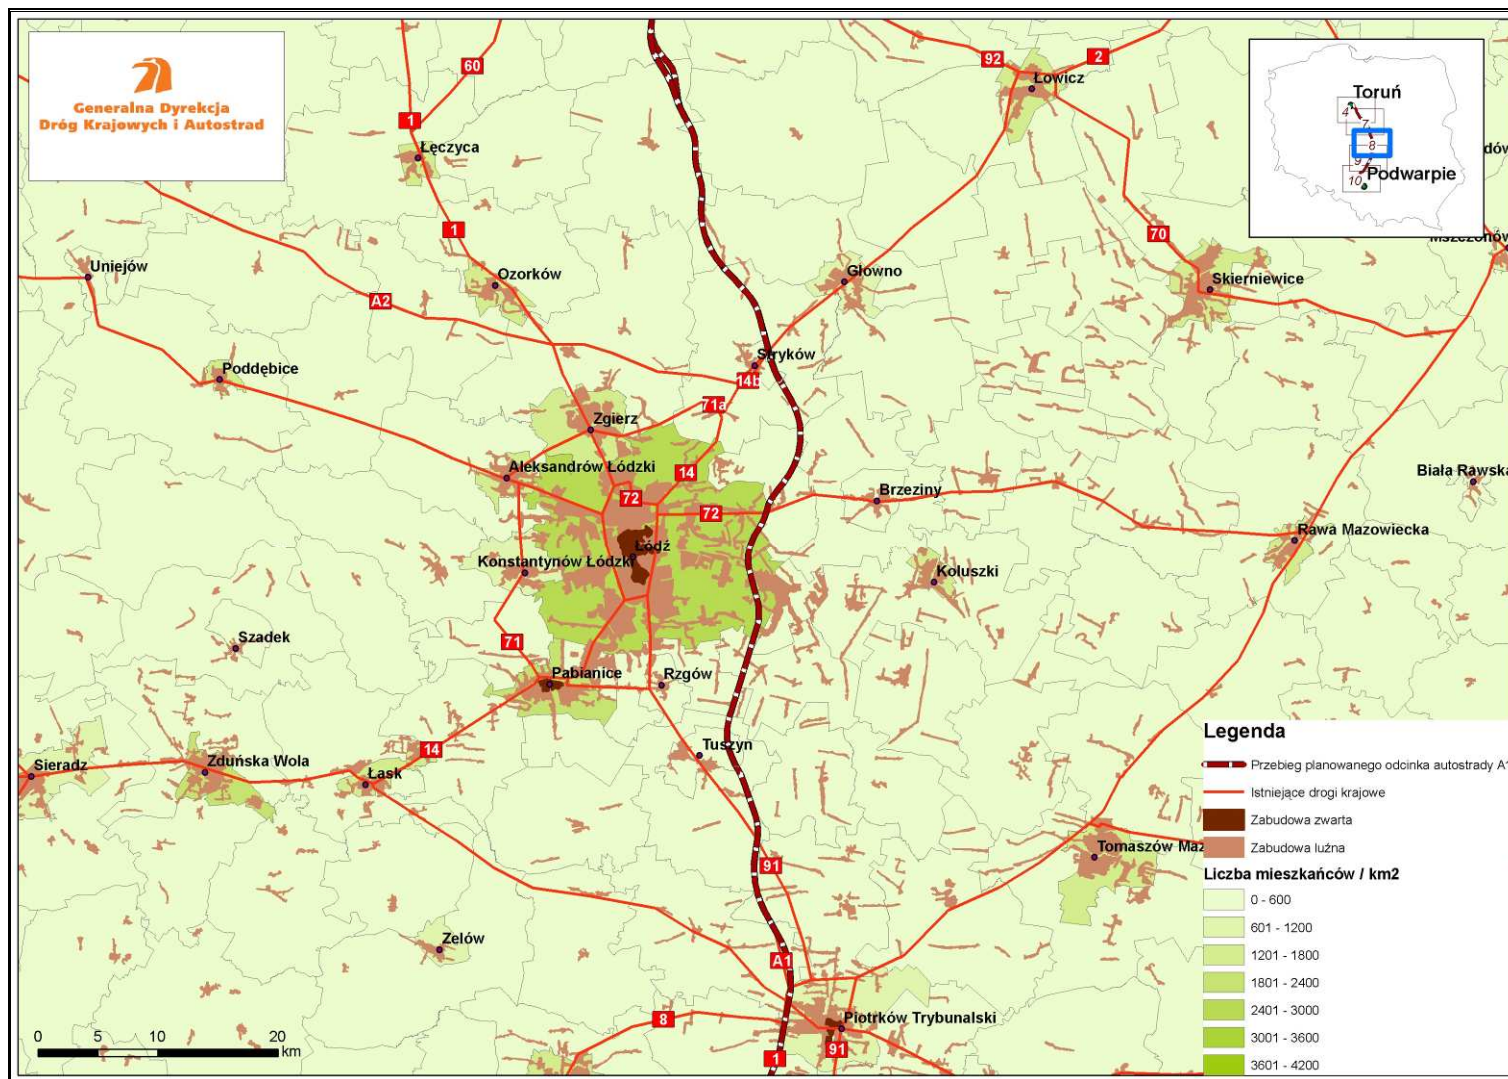 Generalna Dyrekcja
Dróg Krajowych i Autostrad
60
92
2
Łowicz
1
Łęczyca
Toruń
4
7
8
9
10
Podwarpie
1
70
Uniejów
Ozorków
Głowno
Skierniewice
A2
Poddębice
Stryków
14b
71a
Zgierz
Aleksandrów Łódzki
14
72
72
Brzeziny
Biała Rawska
Rawa Mazowiecka
Łódź
Konstantynów Łódzki
Koluszki
Szadek
71
Pabianice
Rzgów
14
Tuszyn
Sieradz
Zduńska Wola
Łask
91
Zelów
A1
8
Piotrków Trybunalski
1
91
Tomaszów Maz
Legenda
Przebieg planowanego odcinka autostrady A1
Istniejące drogi krajowe
Zabudowa zwarta
Zabudowa luźna
Liczba mieszkańców / km2
0 - 600
601 - 1200
1201 - 1800
1801 - 2400
2401 - 3000
3001 - 3600
3601 - 4200
0 5 10 20
km